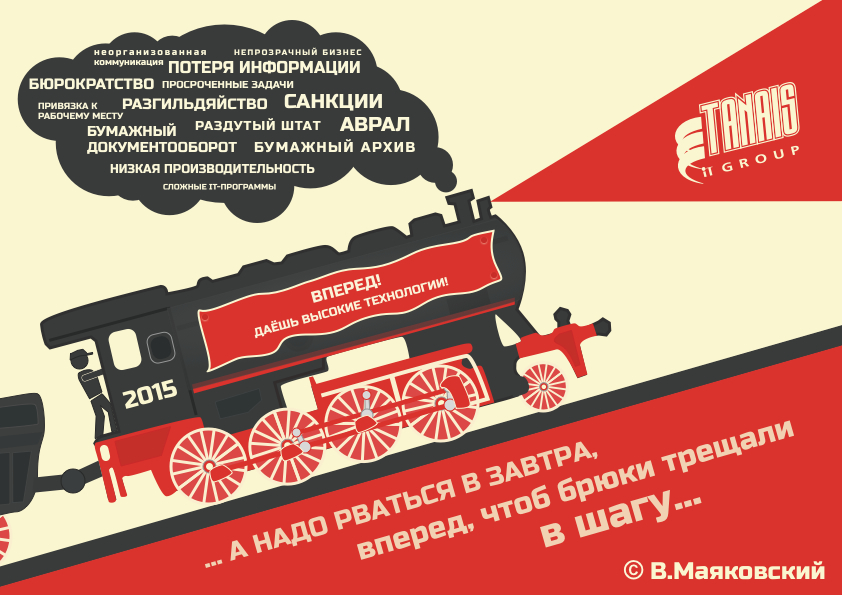 неорганизованная
коммуникация
НЕПРОЗРАЧНЫЙ БИЗНЕС
ПОТЕРЯ ИНФОРМАЦИИ
БЮРОКРАТСТВО
ПРОСРОЧЕННЫЕ ЗАДАЧИ
ПРИВЯЗКА К
РАБОЧЕМУ МЕСТУ
РАЗГИЛЬДЯЙСТВО
САНКЦИИ
БУМАЖНЫЙ
ДОКУМЕНТООБОРОТ
РАЗДУТЫЙ ШТАТ
АВРАЛ
БУМАЖНЫЙ АРХИВ
НИЗКАЯ ПРОИЗВОДИТЕЛЬНОСТЬ
СЛОЖНЫЕ IT-ПРОГРАММЫ
TANAIS
IT GROUP
ВПЕРЕД!
ДАЁШЬ ВЫСОКИЕ ТЕХНОЛОГИИ!
2015
... А НАДО РВАТЬСЯ В ЗАВТРА,
вперед, чтоб брюки трещали
в шагу...
© В.Маяковский